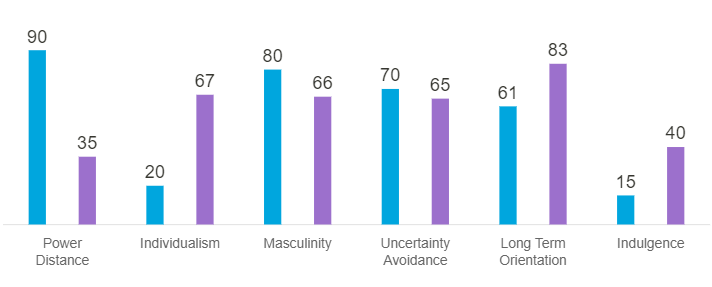 90
35
20
67
80
66
70
65
61
83
15
40
Power
Distance
Individualism
Masculinity
Uncertainty
Avoidance
Long Term
Orientation
Indulgence